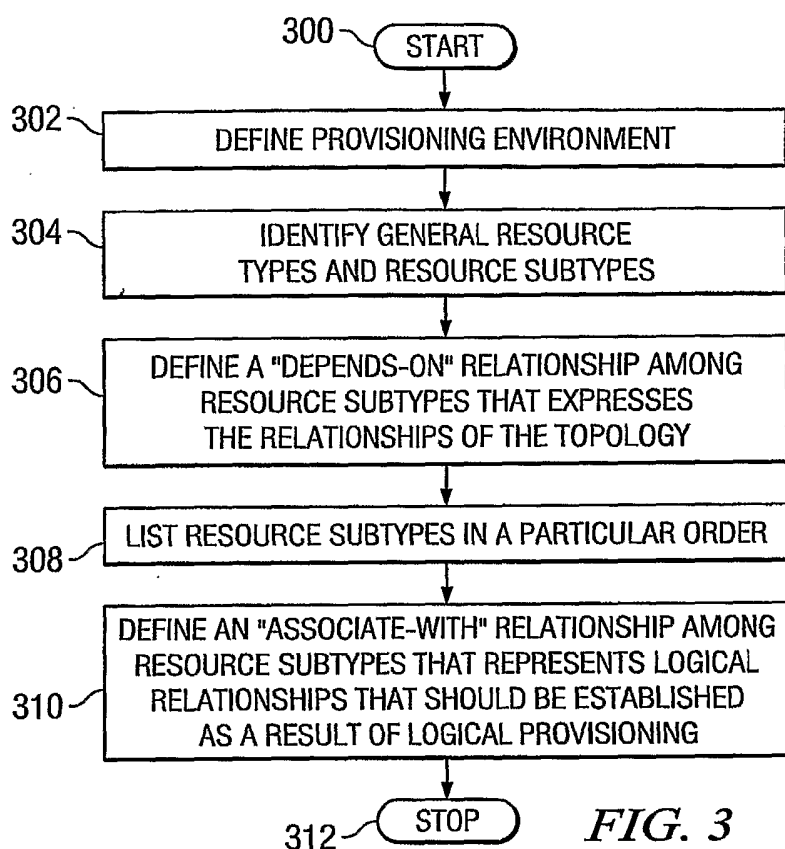 300
START
302
DEFINE PROVISIONING ENVIRONMENT
304
IDENTIFY GENERAL RESOURCE
TYPES AND RESOURCE SUBTYPES
306
DEFINE A "DEPENDS-ON" RELATIONSHIP AMONG
RESOURCE SUBTYPES THAT EXPRESSES
THE RELATIONSHIPS OF THE TOPOLOGY
308
LIST RESOURCE SUBTYPES IN A PARTICULAR ORDER
310
DEFINE AN "ASSOCIATE-WITH" RELATIONSHIP AMONG
RESOURCE SUBTYPES THAT REPRESENTS LOGICAL
RELATIONSHIPS THAT SHOULD BE ESTABLISHED
AS A RESULT OF LOGICAL PROVISIONING
312
STOP
FIG. 3